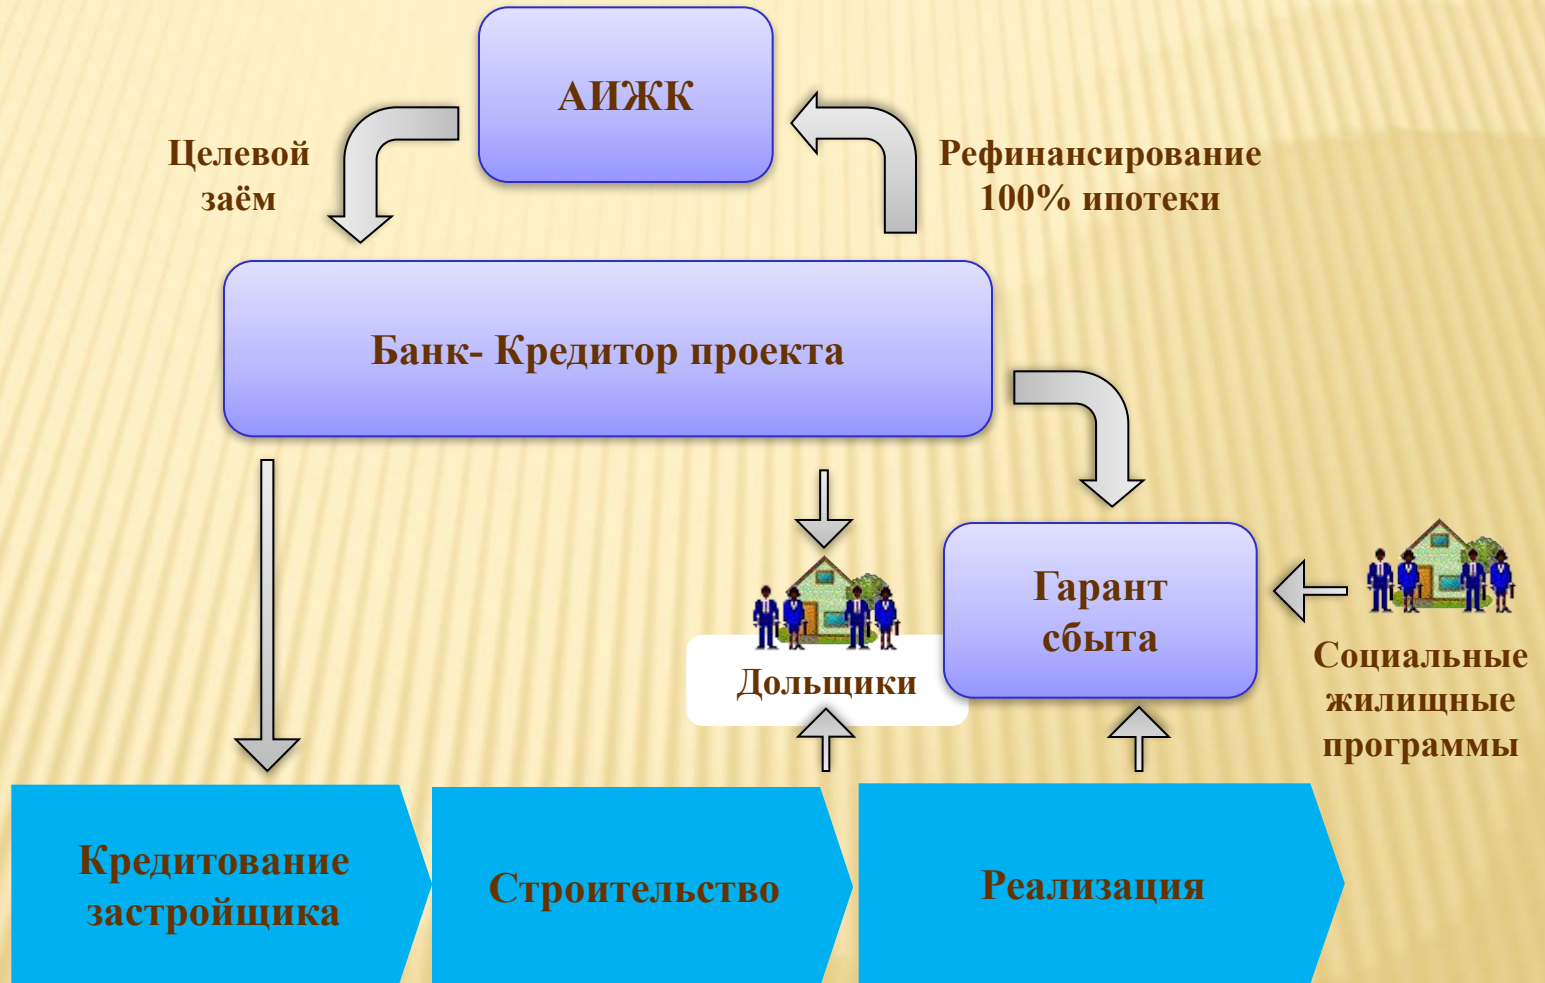 АИЖК
Целевой
заём
Рефинансирование
100% ипотеки
Банк- Кредитор проекта
Гарант
сбыта
Дольщики
Социальные
жилищные
программы
Кредитование
застройщика
Строительство
Реализация